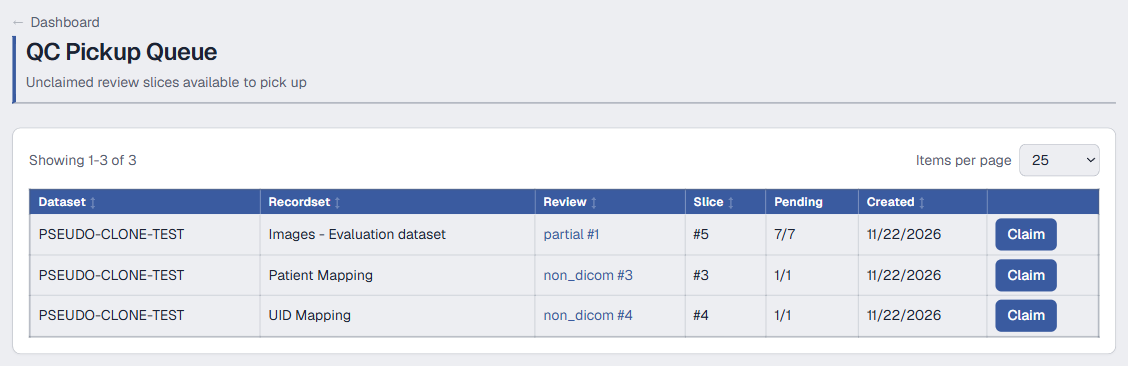 ← Dashboard
QC Pickup Queue
Unclaimed review slices available to pick up
Showing 1-3 of 3
Items per page 25
Dataset ↕ Recordset ↕ Review ↕ Slice ↕ Pending Created ↕
PSEUDO-CLONE-TEST Images - Evaluation dataset partial #1 #5 7/7 11/22/2026 Claim
PSEUDO-CLONE-TEST Patient Mapping non_dicom #3 #3 1/1 11/22/2026 Claim
PSEUDO-CLONE-TEST UID Mapping non_dicom #4 #4 1/1 11/22/2026 Claim